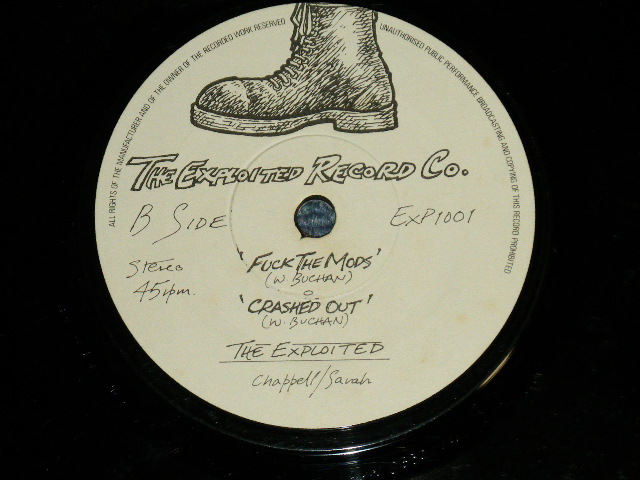 ALL RIGHTS OF THE MANUFACTURER AND OF THE OWNER OF THE RECORDED WORK RESERVED
UNAUTHORISED PUBLIC PERFORMANCE BROADCASTING AND COPYING OF THIS RECORD PROHIBITED
THE EXPLOITED RECORD CO.
B SIDE
EXP1001
Stereo
45rpm.
'FUCK THE MODS'
(W. BUCHAN)
'CRASHED OUT'
(W. BUCHAN)
THE EXPLOITED
Chappell/Sarah